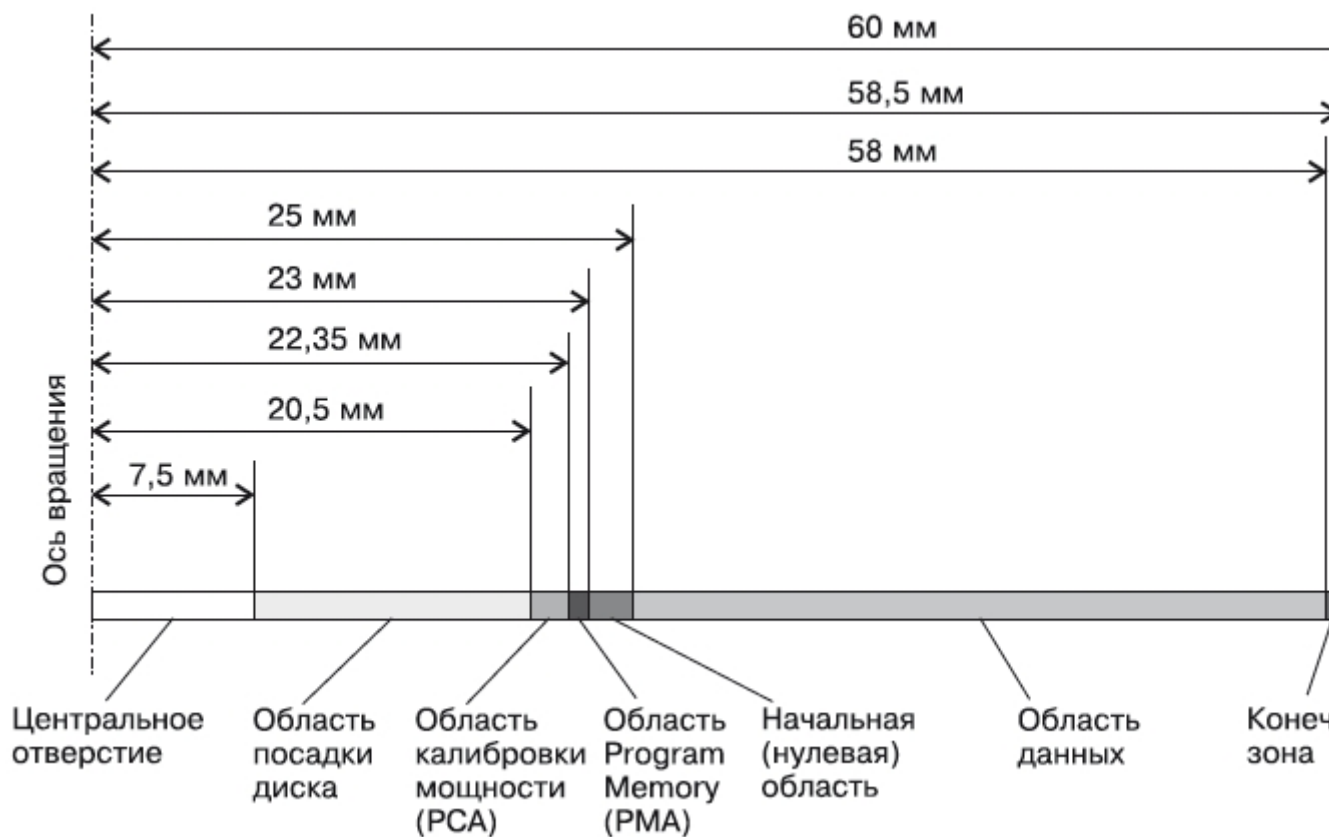 60 мм
58,5 мм
58 мм
25 мм
23 мм
22,35 мм
20,5 мм
7,5 мм
Ось вращения
Центральное
отверстие
Область
посадки
диска
Область
калибровки
мощности
(PCA)
Область
Program
Memory
(PMA)
Начальная
(нулевая)
область
Область
данных
Конеч
зона